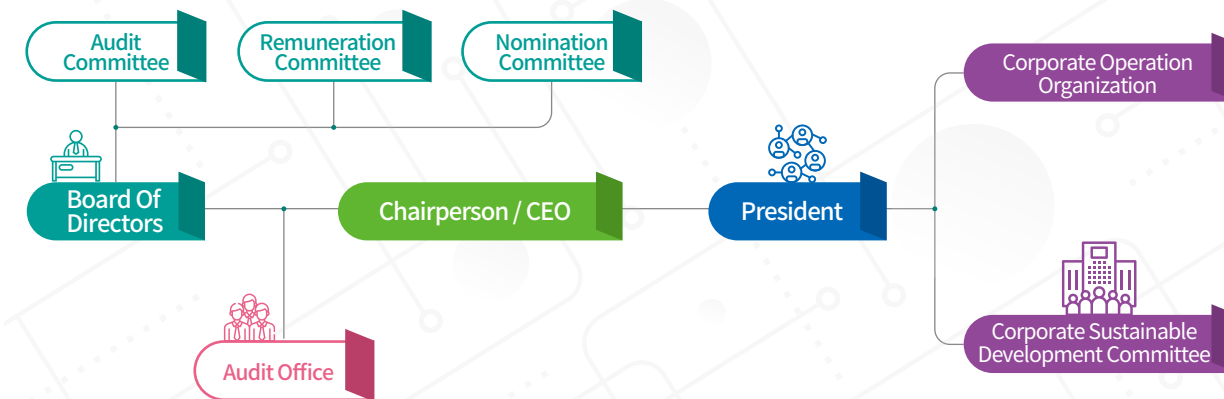 Audit
Committee
Remuneration
Committee
Nomination
Committee
Corporate Operation
Organization
Board Of
Directors
Chairperson / CEO
President
Corporate Sustainable
Development Committee
Audit Office